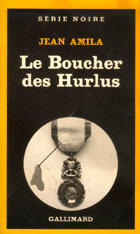 SÉRIE NOIRE
JEAN AMILA
Le Boucher
des Hurlus
GALLIMARD